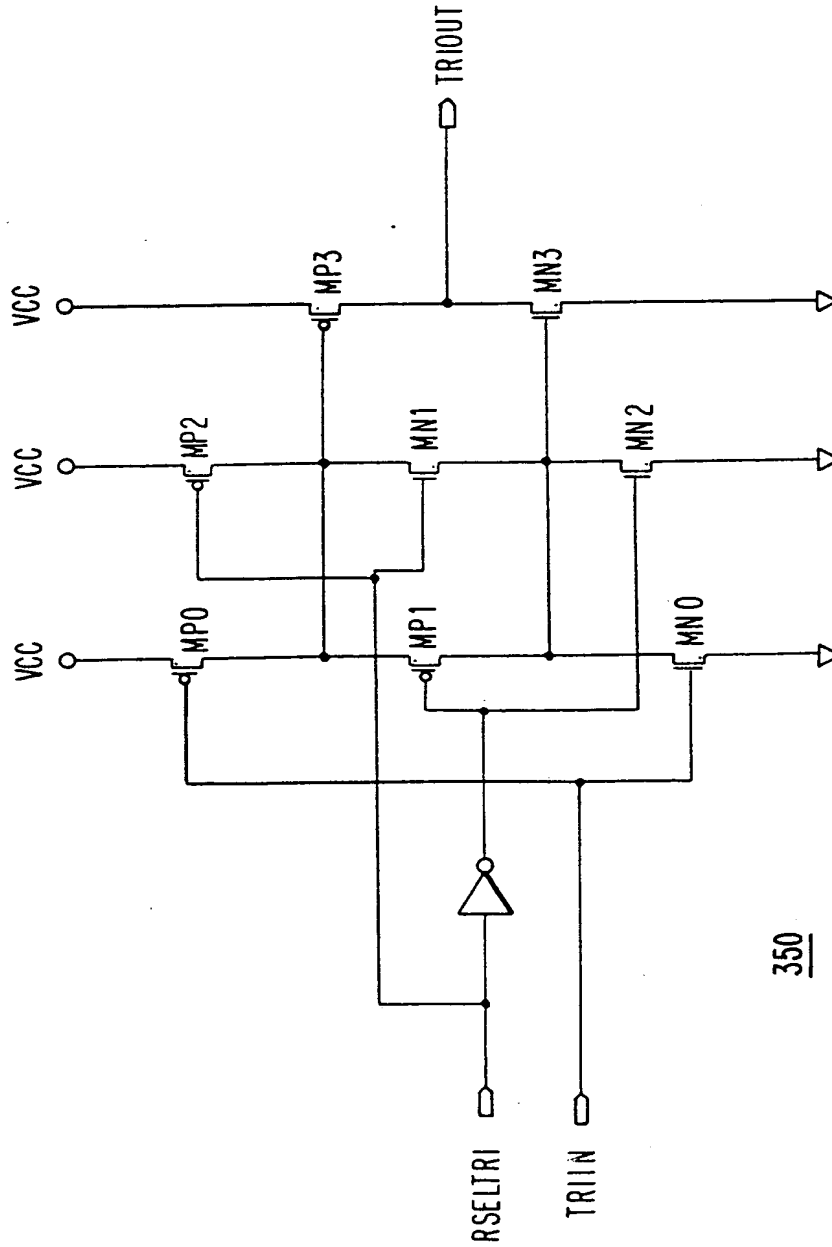 VCC
VCC
VCC
MP0
MP2
MP3
MP1
MN1
TRIOUT
MN0
MN2
MN3
RSELTRI
TRIIN
350